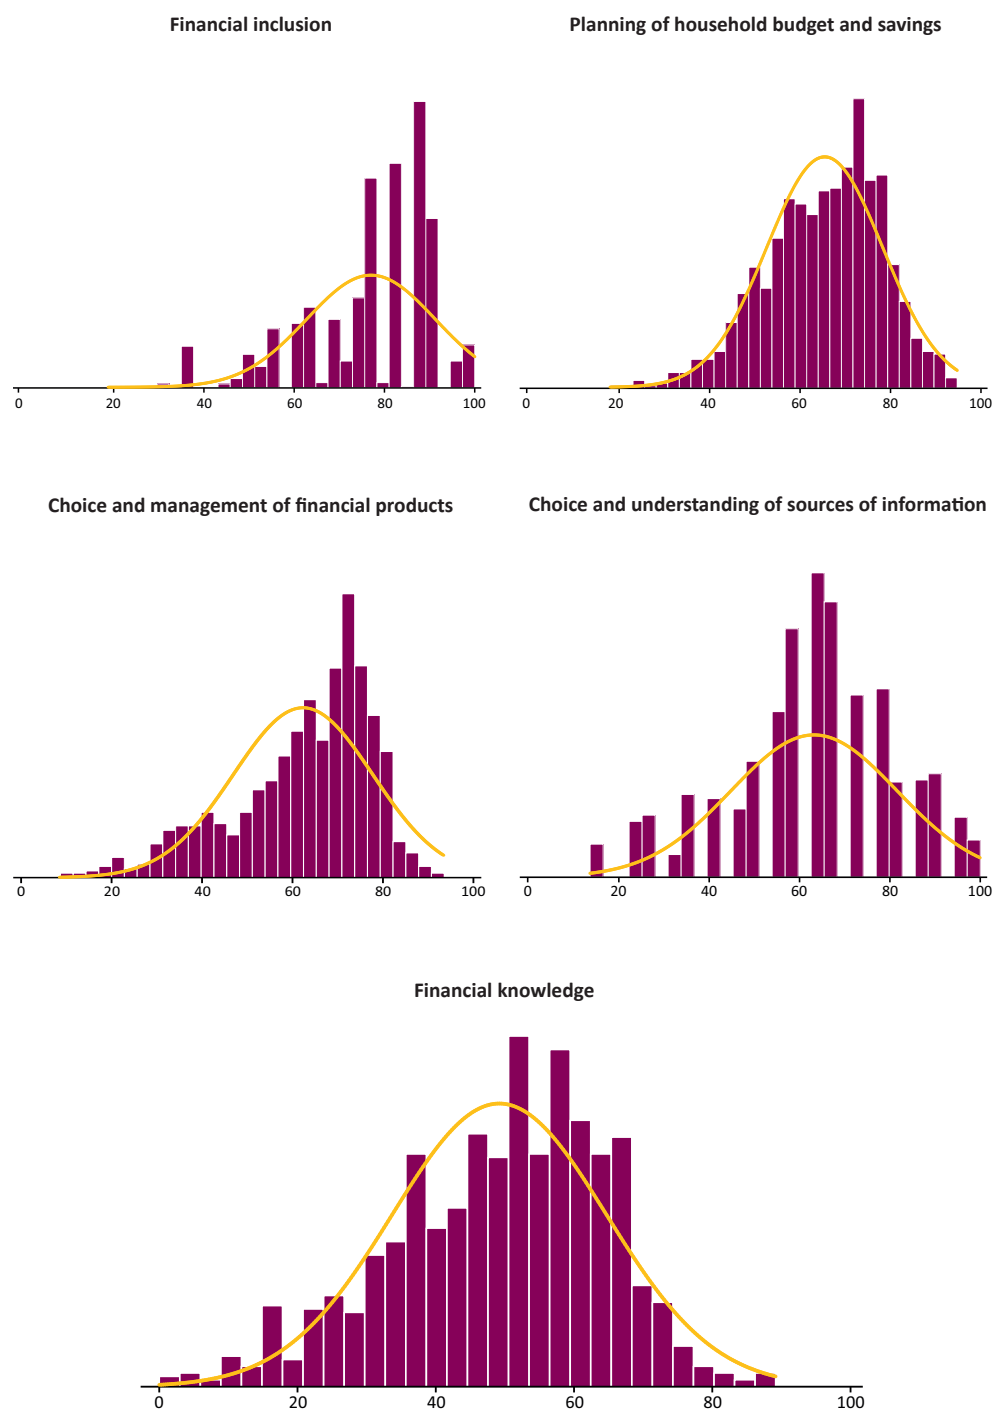 Financial inclusion
Planning of household budget and savings
0 20 40 60 80 100
0 20 40 60 80 100
Choice and management of financial products
Choice and understanding of sources of information
0 20 40 60 80 100
0 20 40 60 80 100
Financial knowledge
0 20 40 60 80 100